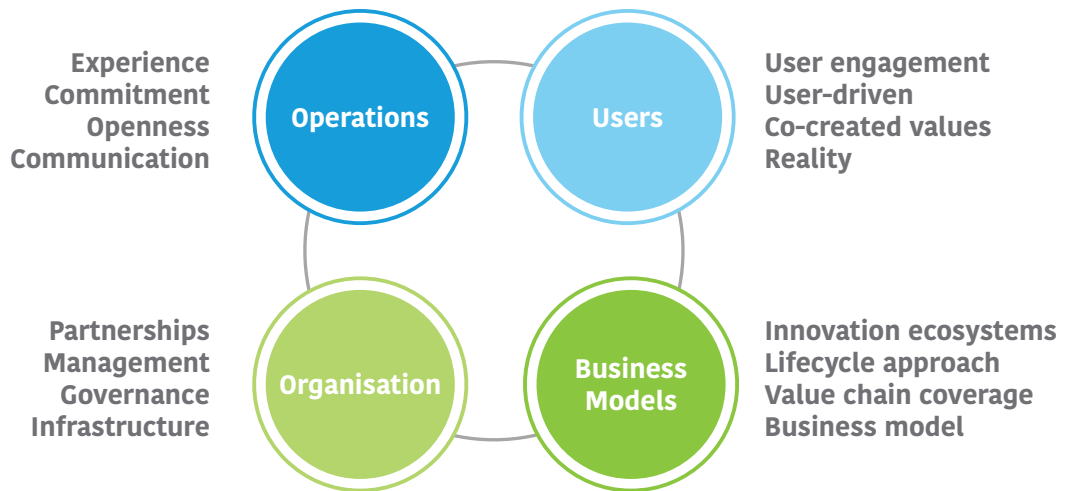 Experience
Commitment
Openness
Communication
Operations
Users
User engagement
User-driven
Co-created values
Reality
Partnerships
Management
Governance
Infrastructure
Organisation
Business
Models
Innovation ecosystems
Lifecycle approach
Value chain coverage
Business model